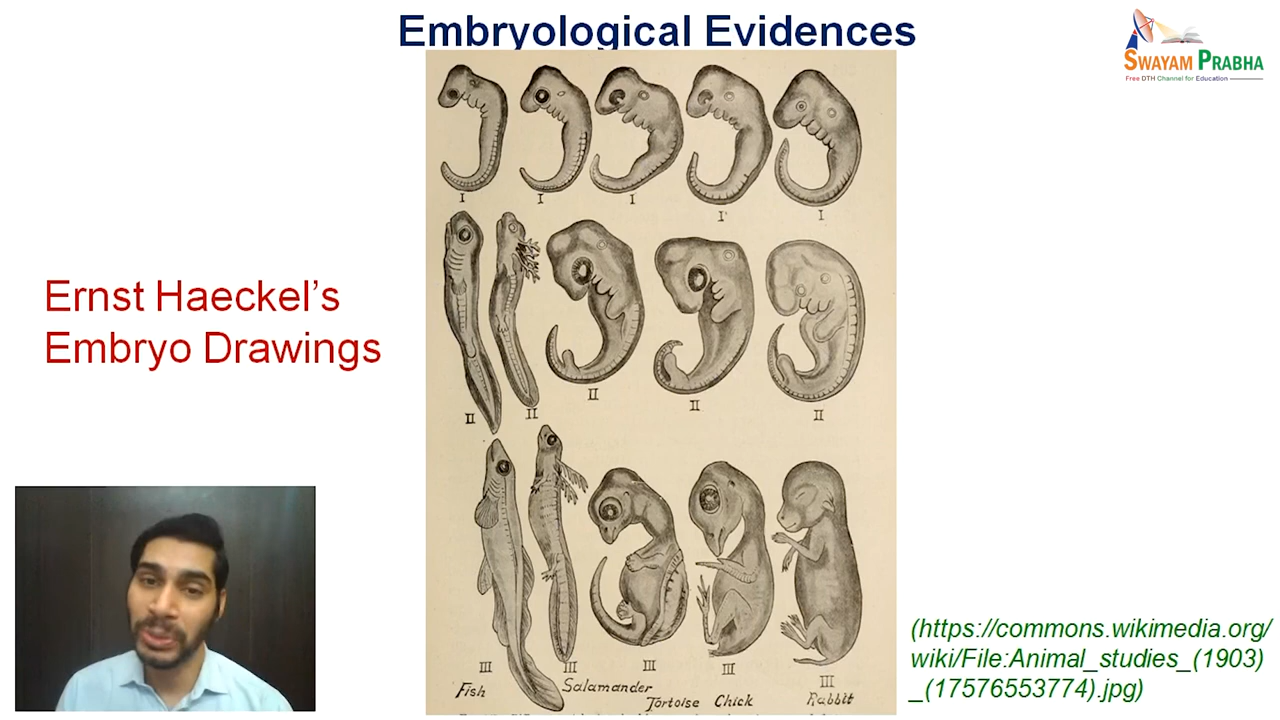 Embryological Evidences
SWAYAM PRABHA
Free DTH Channel for Education
Ernst Haeckel's
Embryo Drawings
I I I I I
II II II II II
III III III III III
Fish Salamander Tortoise Chick Rabbit
(https://commons.wikimedia.org/
wiki/File:Animal_studies_(1903)
_(17576553774).jpg)